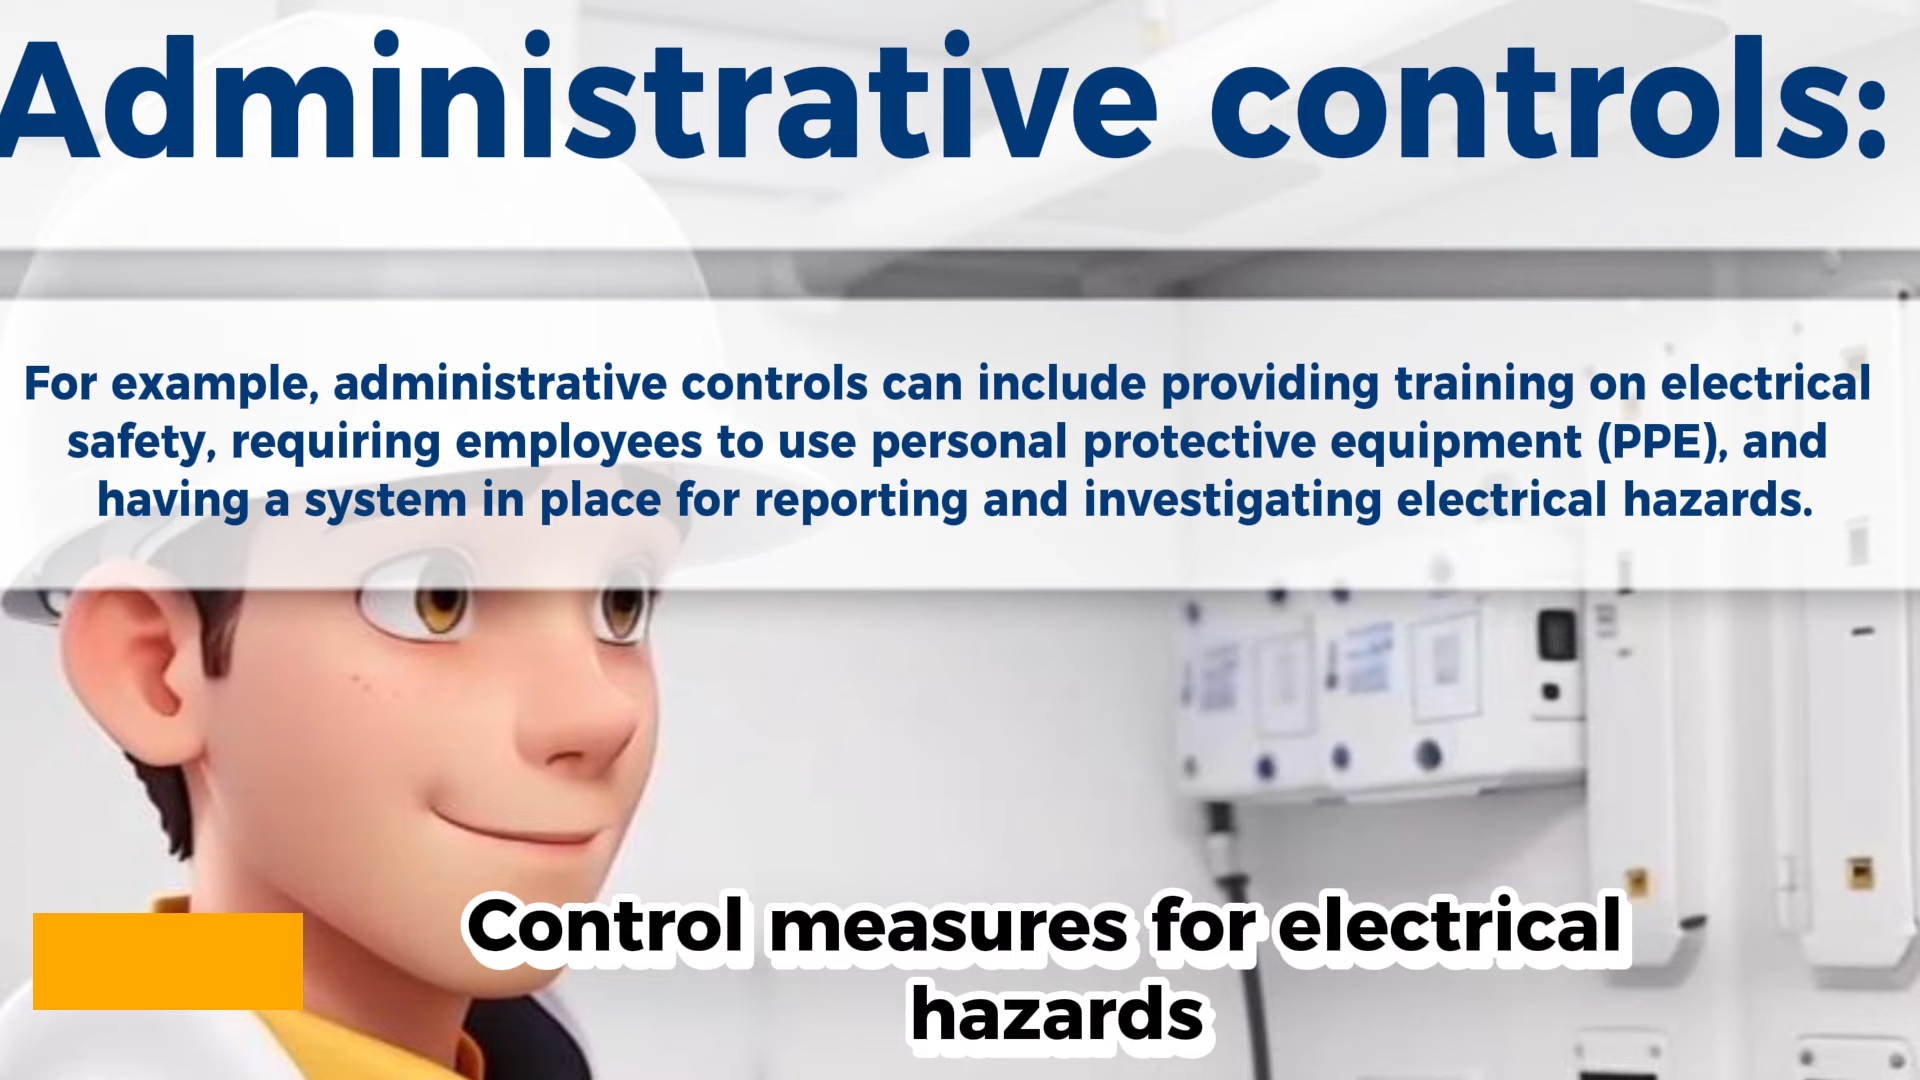 Administrative controls:
For example, administrative controls can include providing training on electrical
safety, requiring employees to use personal protective equipment (PPE), and
having a system in place for reporting and investigating electrical hazards.
Control measures for electrical
hazards